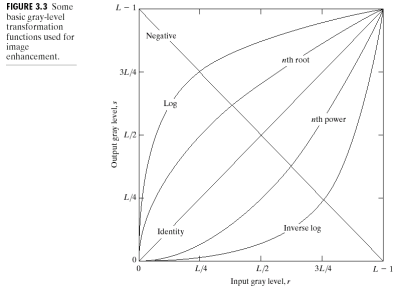 FIGURE 3.3 Some
basic gray-level
transformation
functions used for
image
enhancement.
L − 1
Negative
nth root
3L/4
Log
nth power
L/2
L/4
Identity
Inverse log
0
0 L/4 L/2 3L/4 L − 1
Input gray level, r
Output gray level, s